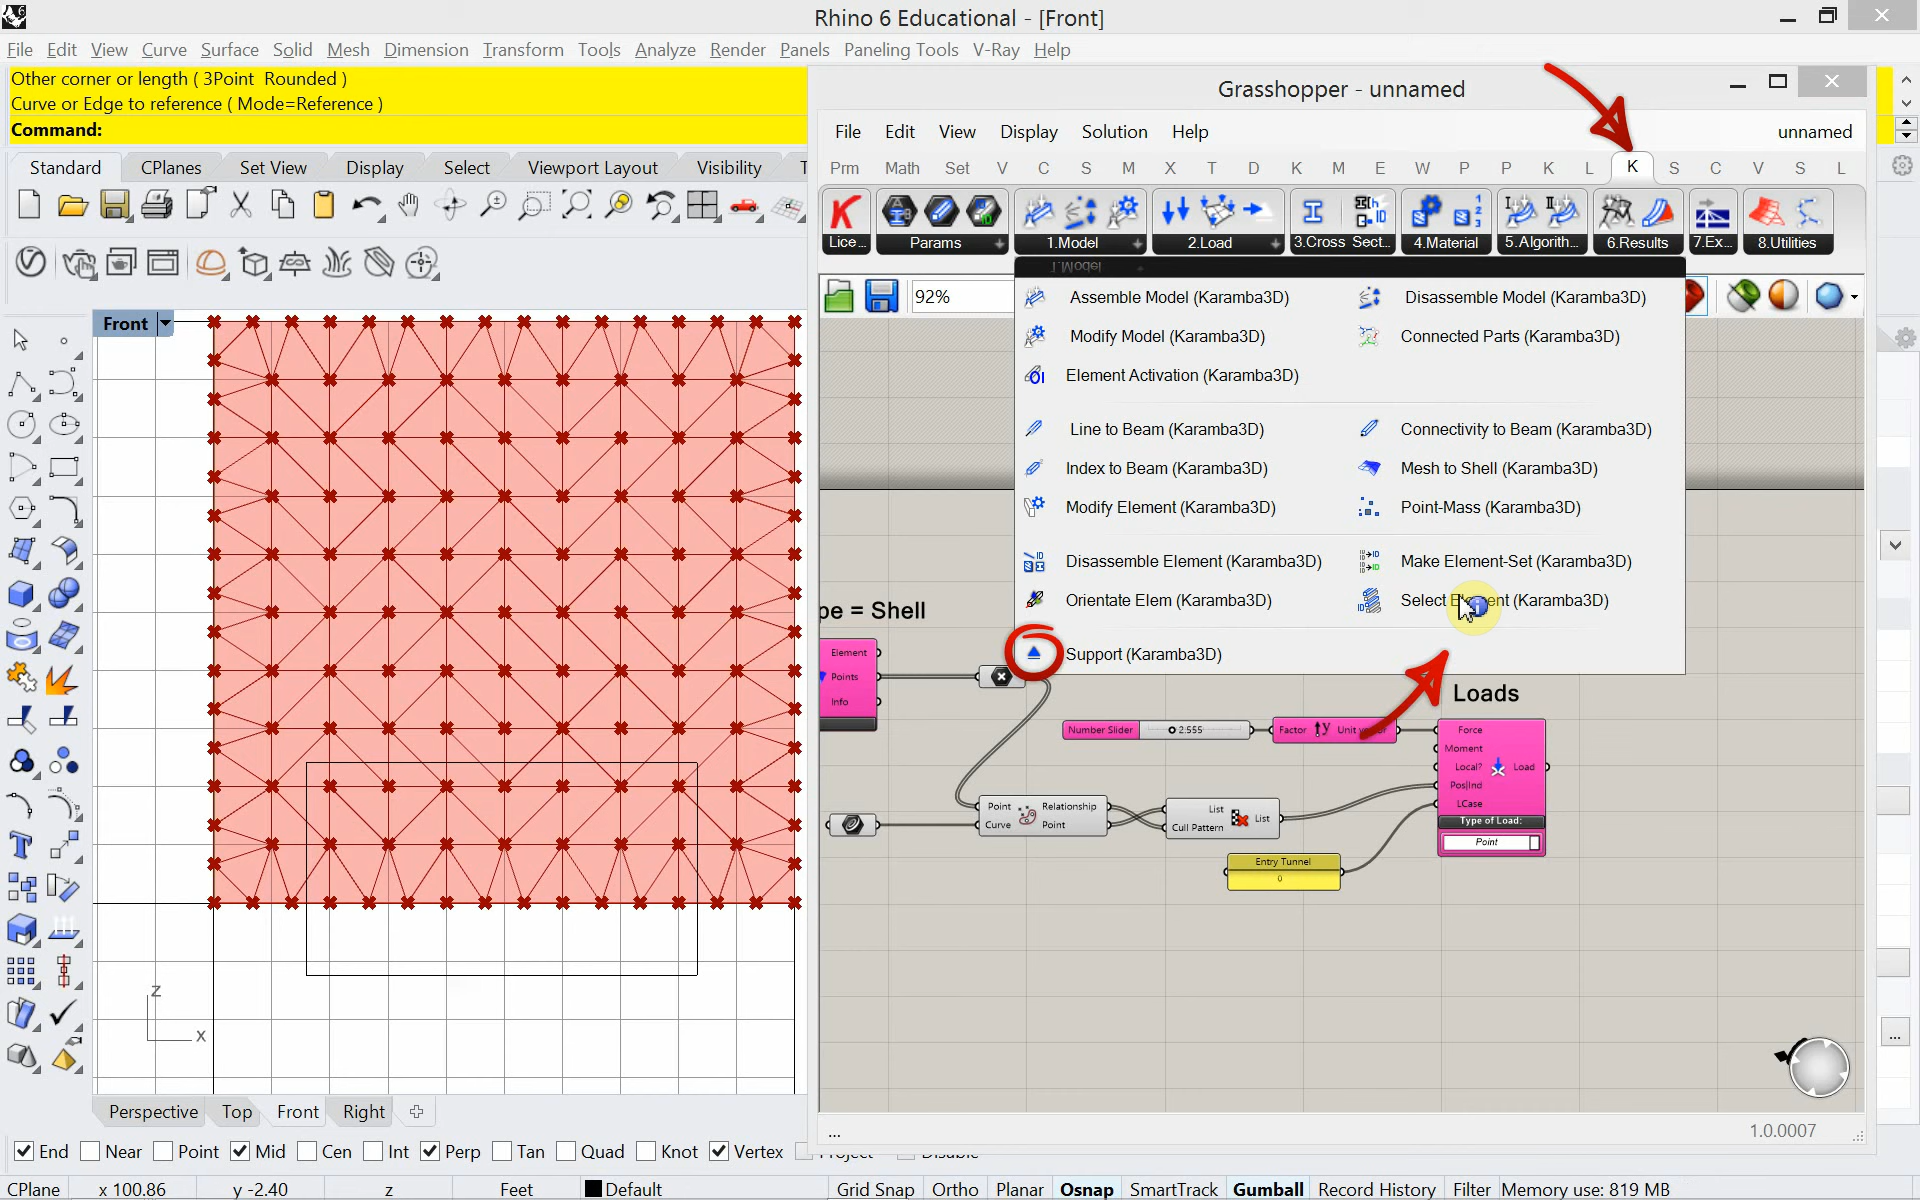 Rhino 6 Educational - [Front]
File Edit View Curve Surface Solid Mesh Dimension Transform Tools Analyze Render Panels Paneling Tools V-Ray Help
Other corner or length ( 3Point Rounded )
Curve or Edge to reference ( Mode=Reference )
Command:
Standard CPlanes Set View Display Select Viewport Layout Visibility T
Front
z
x
Perspective Top Front Right
End Near Point Mid Cen Int Perp Tan Quad Knot Vertex Project Disable
CPlane x 100.86 y -2.40 z Feet Default Grid Snap Ortho Planar Osnap SmartTrack Gumball Record History Filter Memory use: 819 MB
Grasshopper - unnamed
File Edit View Display Solution Help unnamed
Prm Math Set V C S M X T D K M E W P P K L K S C V S L
Lice... Params 1.Model 2.Load 3.Cross Sect... 4.Material 5.Algorith... 6.Results 7.Ex... 8.Utilities
1.Model
92%
Assemble Model (Karamba3D) Disassemble Model (Karamba3D)
Modify Model (Karamba3D) Connected Parts (Karamba3D)
Element Activation (Karamba3D)
Line to Beam (Karamba3D) Connectivity to Beam (Karamba3D)
Index to Beam (Karamba3D) Mesh to Shell (Karamba3D)
Modify Element (Karamba3D) Point-Mass (Karamba3D)
Disassemble Element (Karamba3D) Make Element-Set (Karamba3D)
Orientate Elem (Karamba3D) Select Element (Karamba3D)
Support (Karamba3D)
pe = Shell
Element
Points
Info
Loads
Number Slider 2.555
Factor y Unit
Force
Moment
Local? Load
Pos|Ind
LCase
Type of Load:
Point
Point Relationship
Curve Point
List
Cull Pattern List
Entry Tunnel
0
...
1.0.0007
...